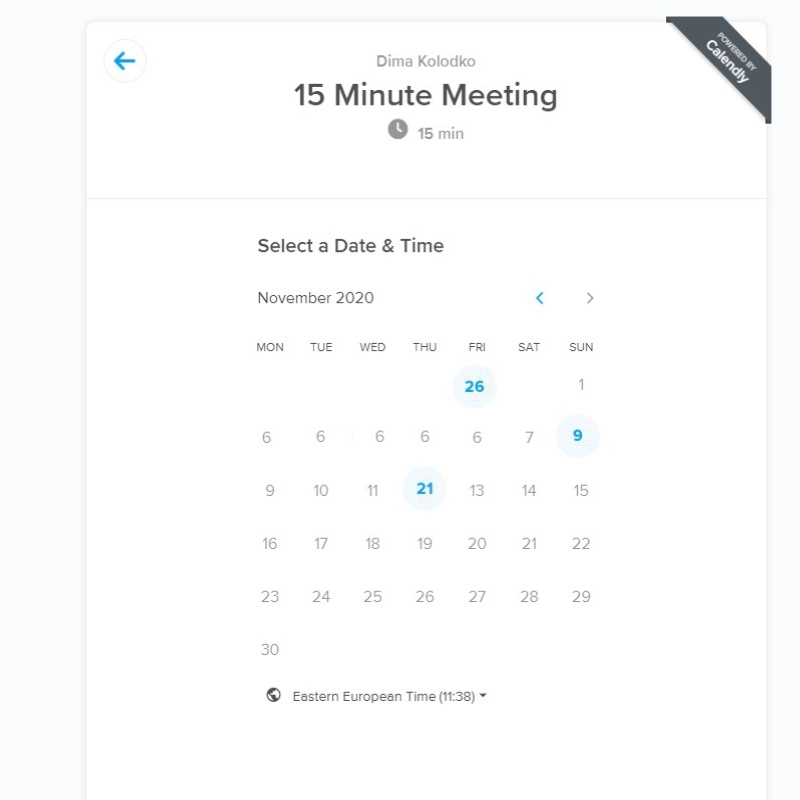 Dima Kolodko
POWERED BY
Calendly
15 Minute Meeting
15 min
Select a Date & Time
November 2020
MON TUE WED THU FRI SAT SUN
26 1
6 6 6 6 6 7 9
9 10 11 21 13 14 15
16 17 18 19 20 21 22
23 24 25 26 27 28 29
30
Eastern European Time (11:38)